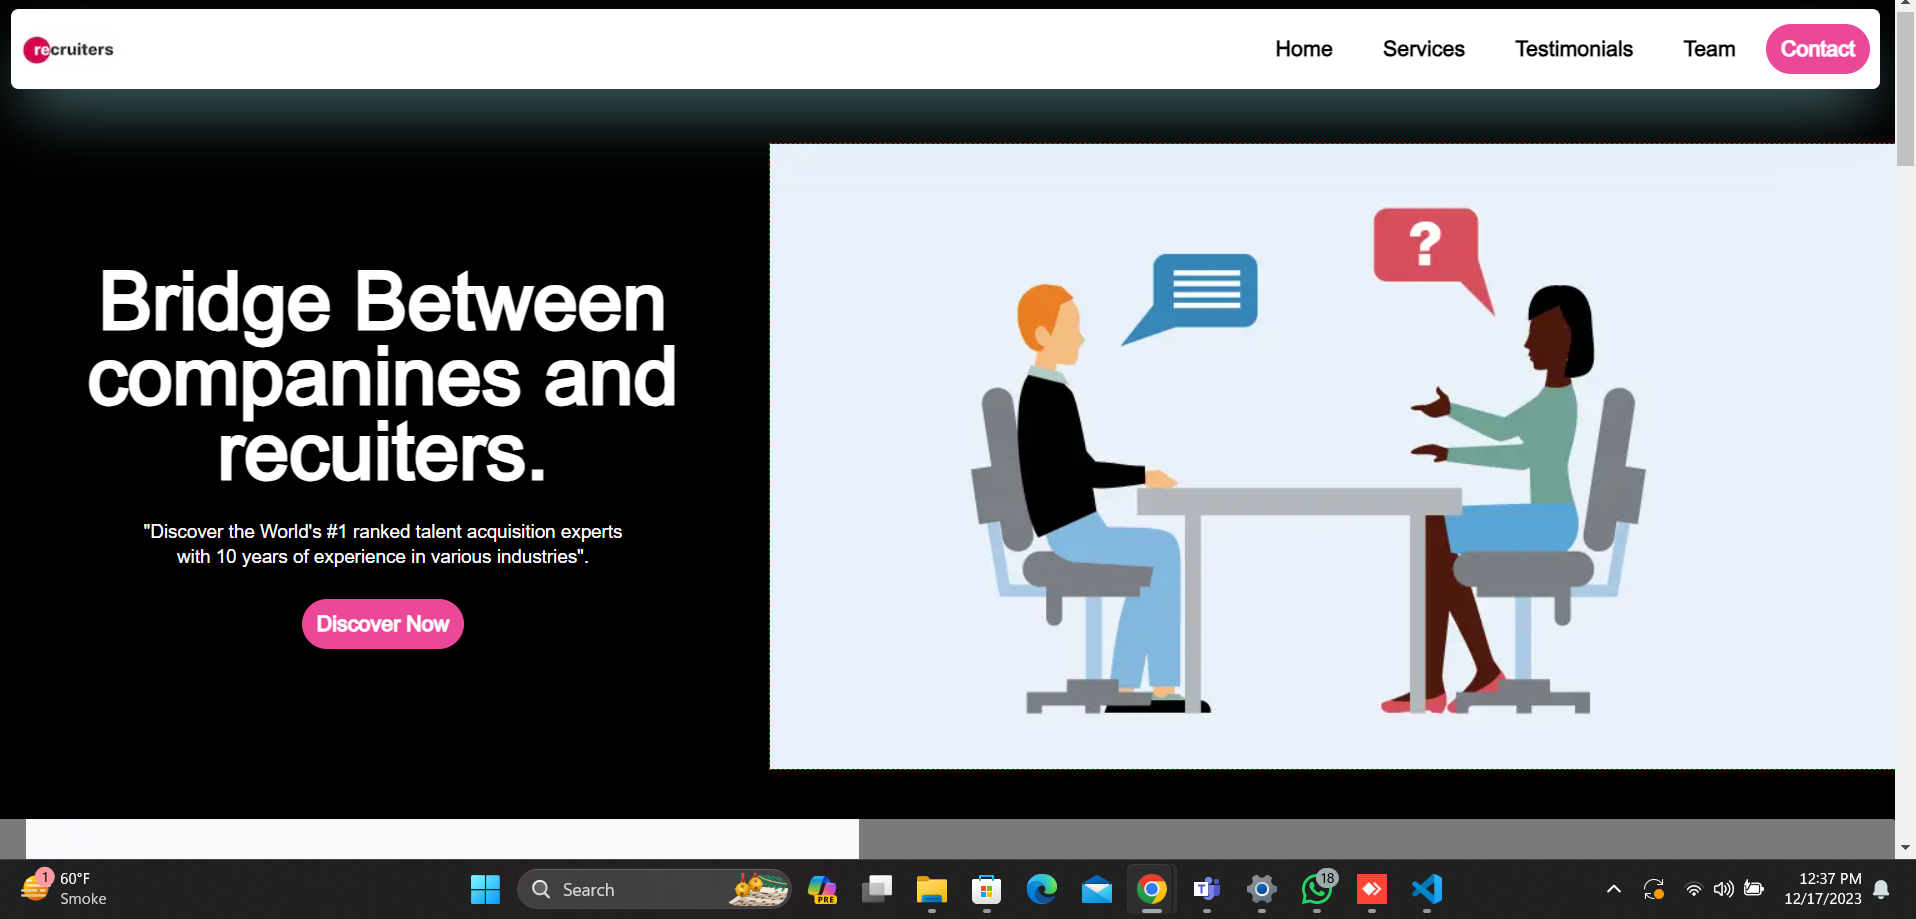 recruiters
Home Services Testimonials Team Contact
?
Bridge Between
companines and
recuiters.
"Discover the World's #1 ranked talent acquisition experts
with 10 years of experience in various industries".
Discover Now
1
60°F
Smoke
Search
PRE
18
12:37 PM
12/17/2023